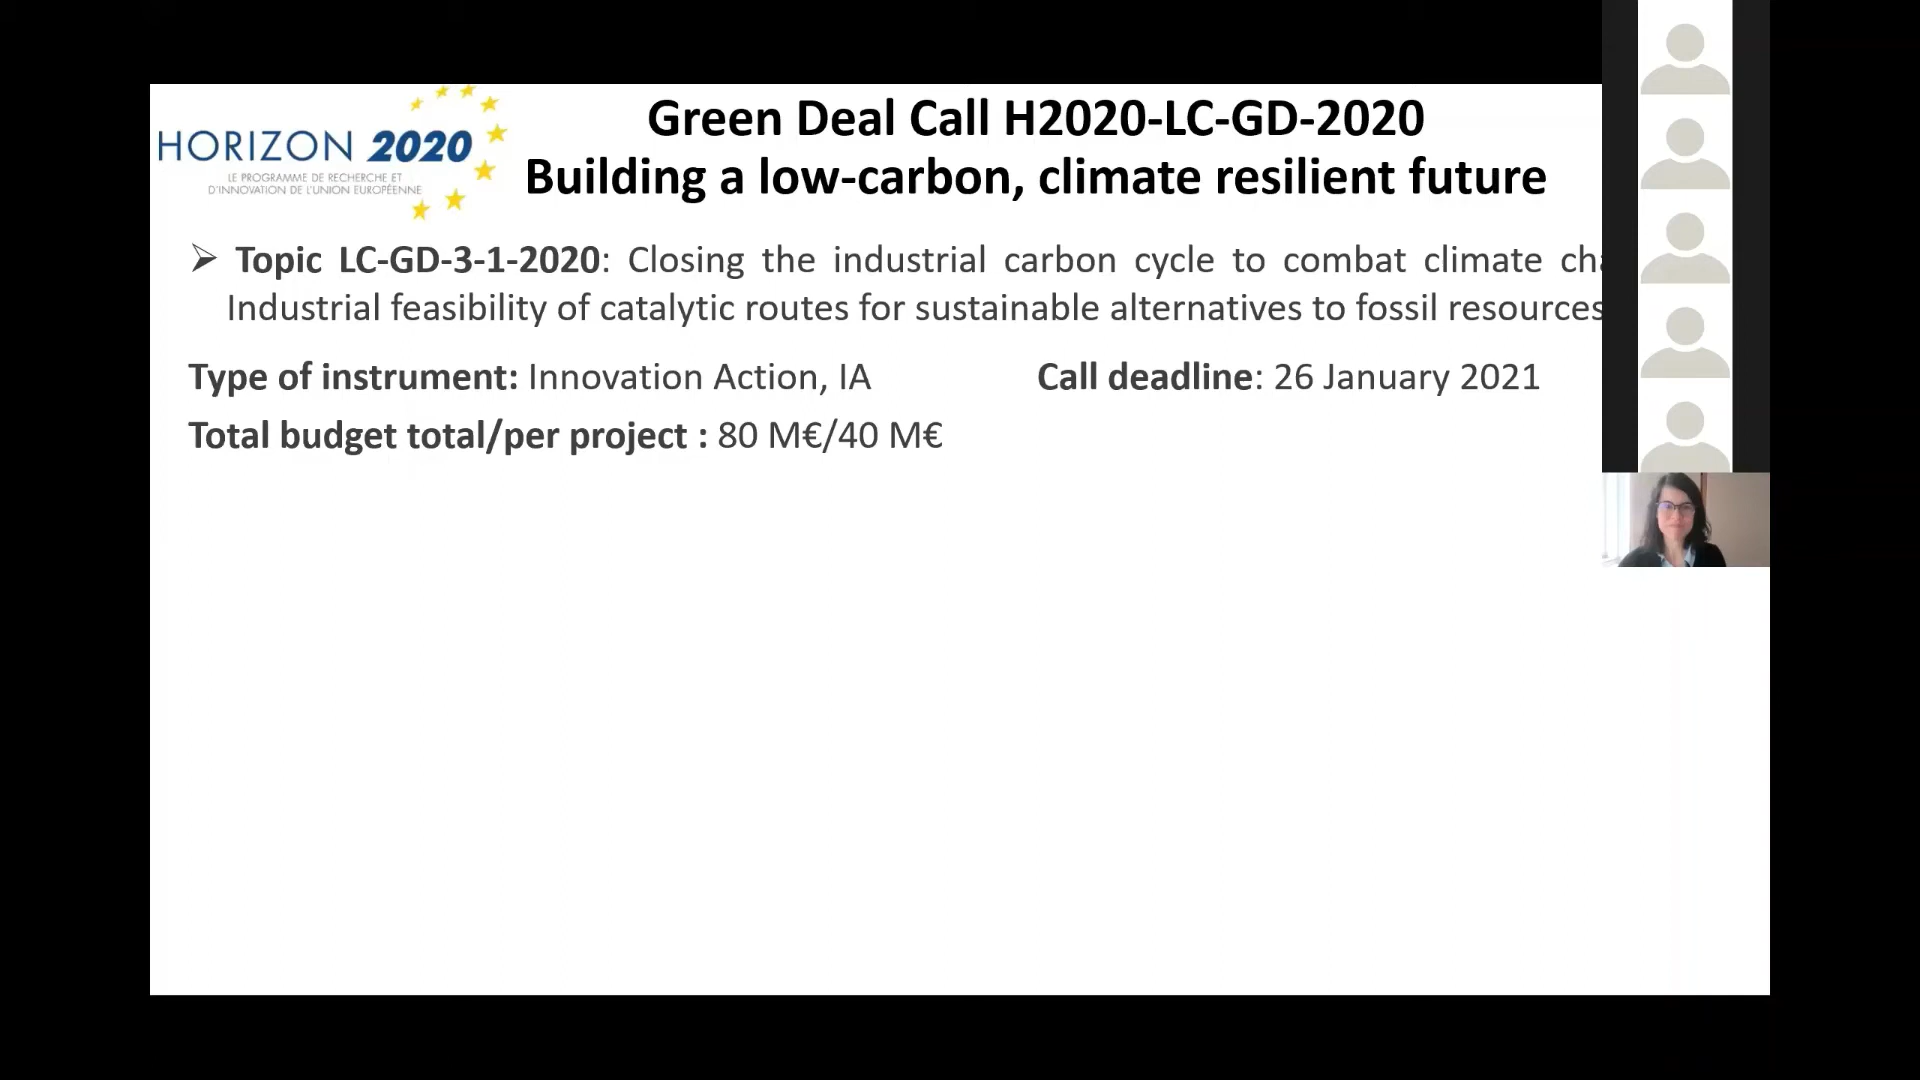 HORIZON 2020
LE PROGRAMME DE RECHERCHE ET
D'INNOVATION DE L'UNION EUROPÉENNE
Green Deal Call H2020-LC-GD-2020
Building a low-carbon, climate resilient future
➢ Topic LC-GD-3-1-2020: Closing the industrial carbon cycle to combat climate
Industrial feasibility of catalytic routes for sustainable alternatives to fossil resources
Type of instrument: Innovation Action, IA
Call deadline: 26 January 2021
Total budget total/per project : 80 M€/40 M€